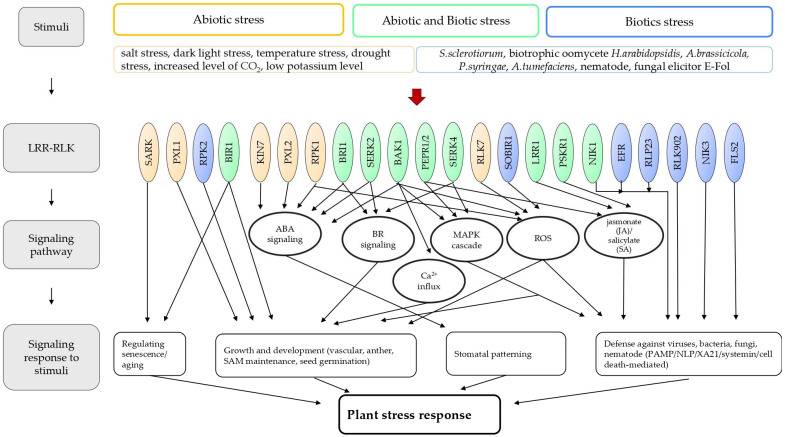 Stimuli
Abiotic stress
Abiotic and Biotic stress
Biotics stress
salt stress, dark light stress, temperature stress, drought
stress, increased level of CO2, low potassium level
S.sclerotiorum, biotrophic oomycete H.arabidopsidis, A.brassicicola,
P.syringae, A.tumefaciens, nematode, fungal elicitor E-Fol
LRR-RLK
SARK
PXL1
RPK2
BIR1
KIN7
PXL2
RPK1
BRI1
SERK2
BAK1
PEPR1/2
SERK4
RLK7
SOBIR1
LRR1
PSKR1
NIK1
EFR
RLP23
RLK902
NIK3
FLS2
Signaling
pathway
ABA
signaling
BR
signaling
MAPK
cascade
ROS
jasmonate
(JA)/
salicylate
(SA)
Ca2+
influx
Signaling
response to
stimuli
Regulating
senescence/
aging
Growth and development (vascular, anther,
SAM maintenance, seed germination)
Stomatal patterning
Defense against viruses, bacteria, fungi,
nematode (PAMP/NLP/XA21/systemin/cell
death-mediated)
Plant stress response